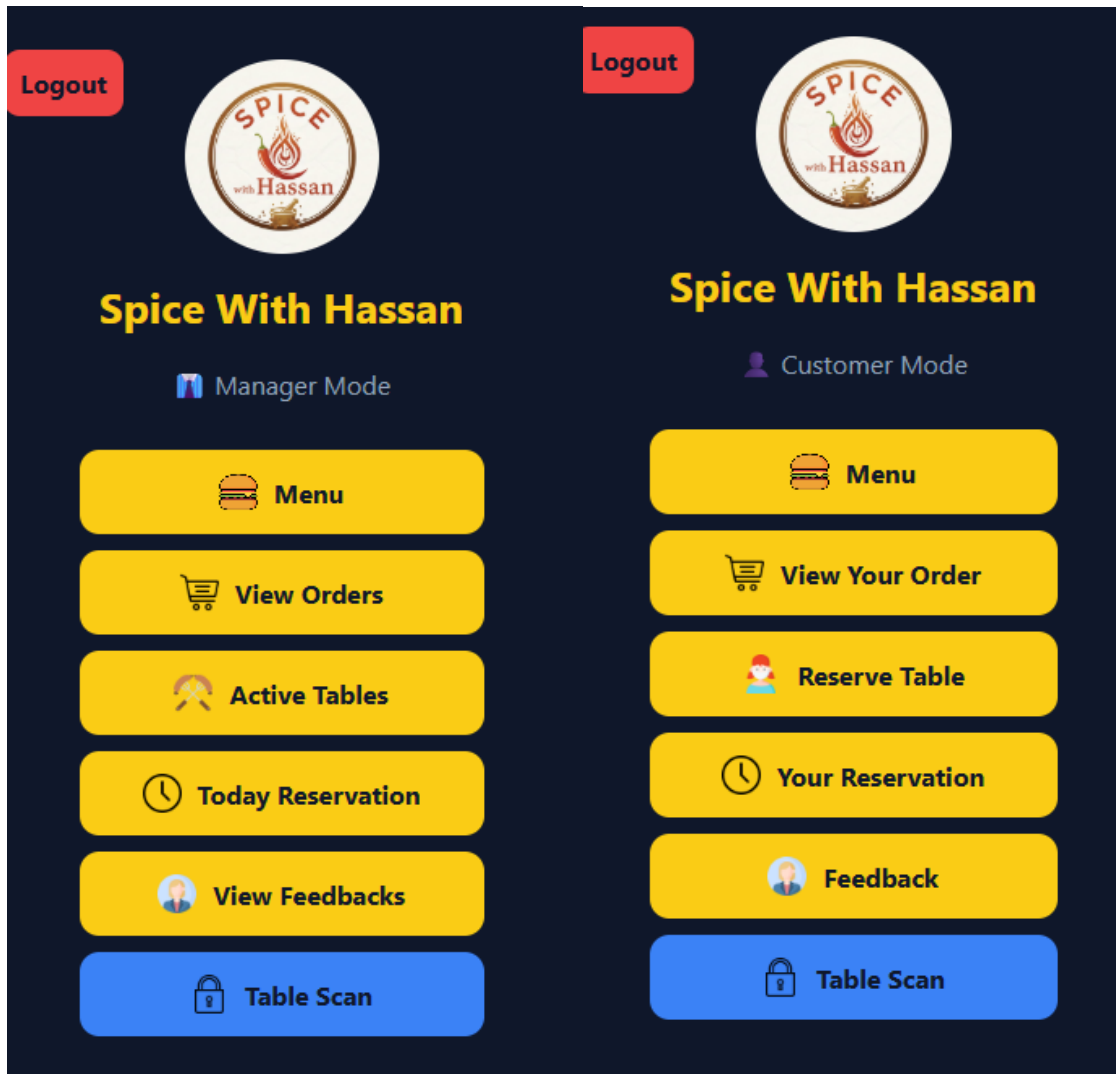 Logout
SPICE
with Hassan
Spice With Hassan
Manager Mode
Menu
View Orders
Active Tables
Today Reservation
View Feedbacks
Table Scan
Logout
SPICE
with Hassan
Spice With Hassan
Customer Mode
Menu
View Your Order
Reserve Table
Your Reservation
Feedback
Table Scan